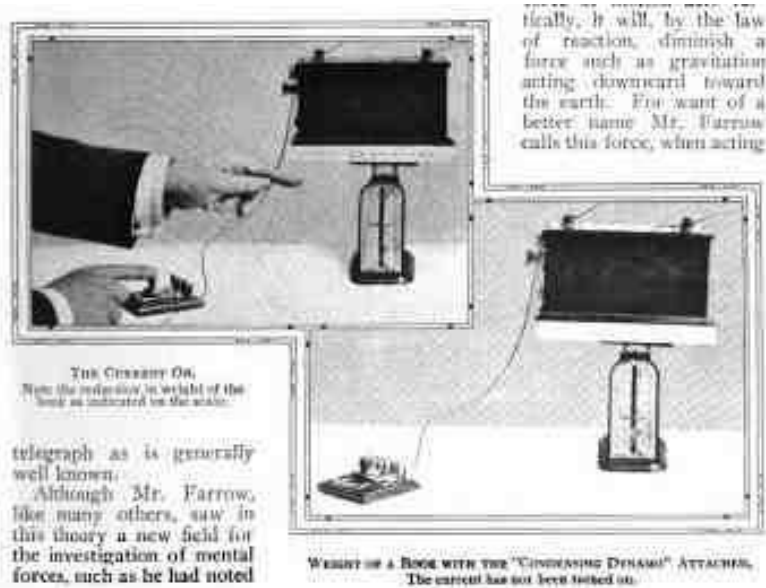 tically, it will, by the law
of reaction, diminish a
force such as gravitation
acting downward toward
the earth. For want of a
better name Mr. Farrow
calls this force, when acting
THE CURRENT ON.
Note the reduction in weight of the
book as indicated on the scale.
telegraph as is generally
well known.
Although Mr. Farrow,
like many others, saw in
this theory a new field for
the investigation of mental
forces, such as he had noted
WEIGHT OF A BOOK WITH THE "CONDENSING DYNAMO" ATTACHED.
The current has not been turned on.